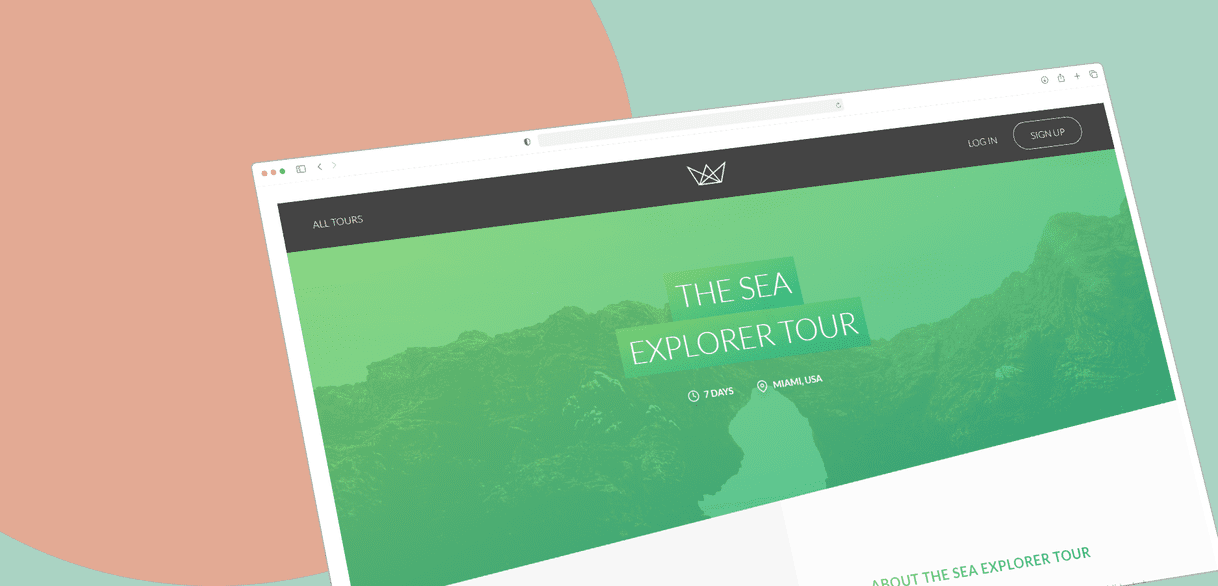 ALL TOURS
LOG IN
SIGN UP
THE SEA
EXPLORER TOUR
7 DAYS
MIAMI, USA
ABOUT THE SEA EXPLORER TOUR